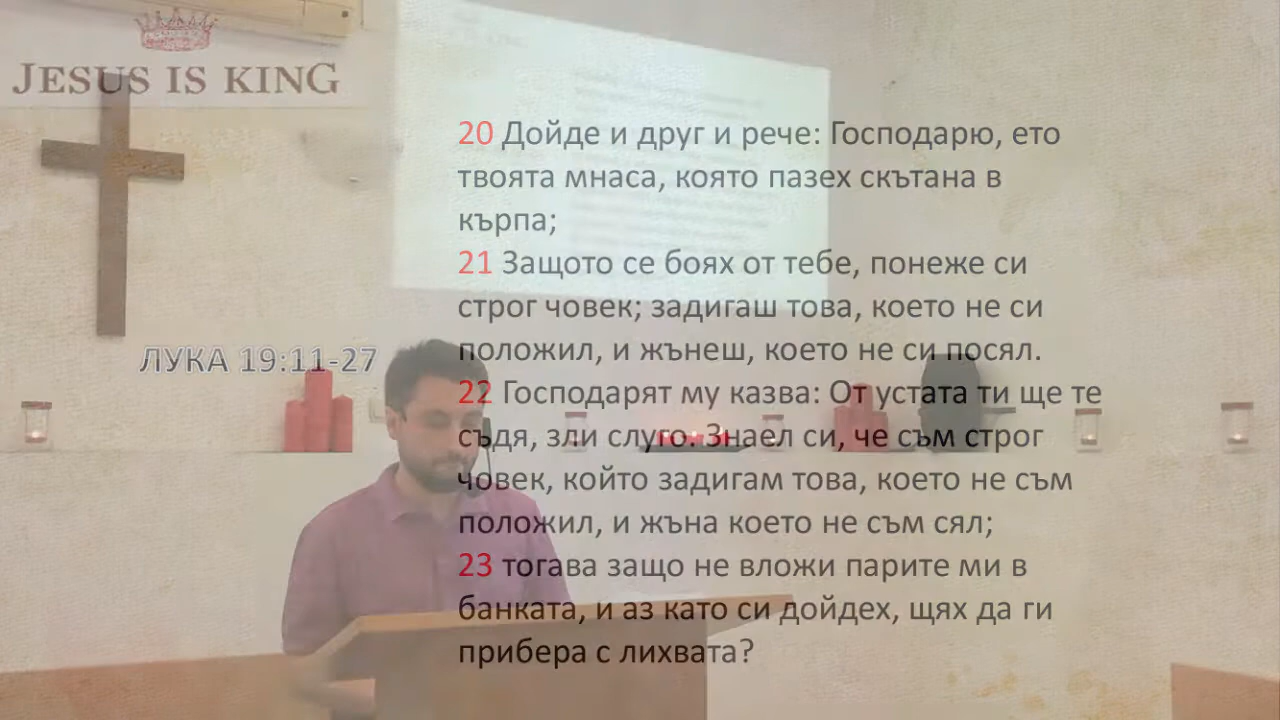 JESUS IS KING
ЛУКА 19:11-27
20 Дойде и друг и рече: Господарю, ето
твоята мнаса, която пазех скътана в
кърпа;
21 Защото се боях от тебе, понеже си
строг човек; задигаш това, което не си
положил, и жънеш, което не си посял.
22 Господарят му казва: От устата ти ще те
съдя, зли слуго. Знаел си, че съм строг
човек, който задигам това, което не съм
положил, и жъна което не съм сял;
23 тогава защо не вложи парите ми в
банката, и аз като си дойдех, щях да ги
прибера с лихвата?